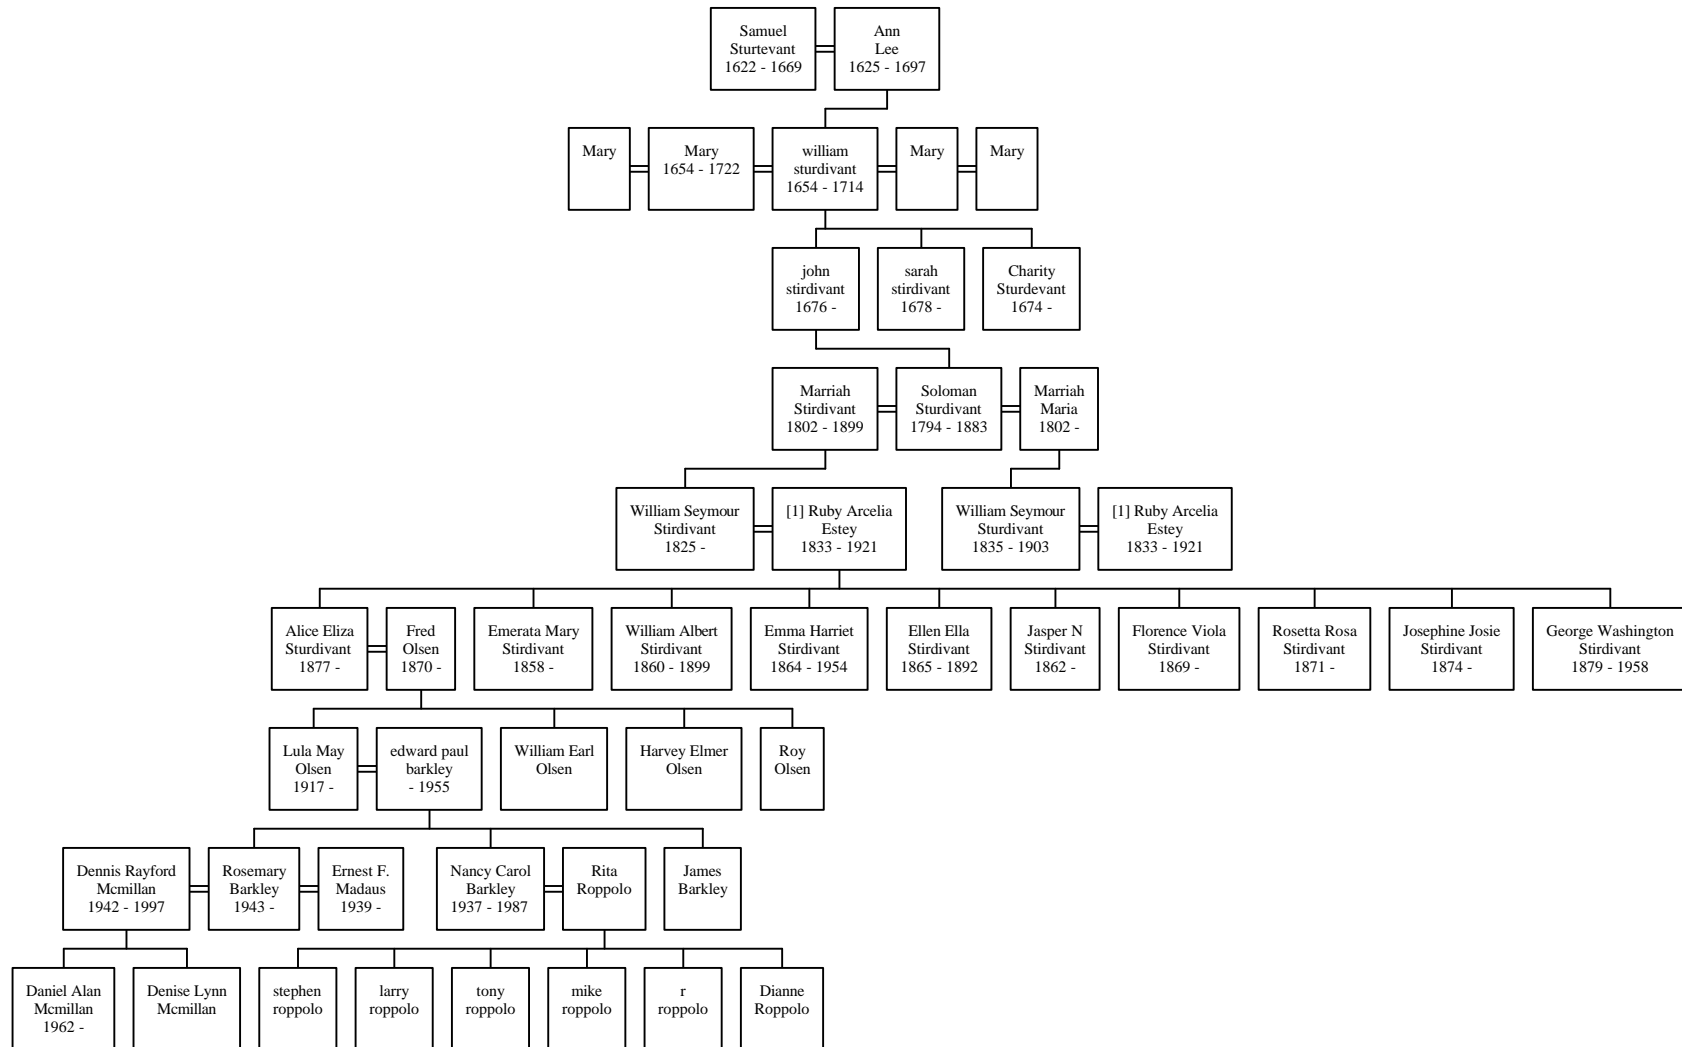 Samuel
Sturtevant
1622 - 1669
Ann
Lee
1625 - 1697
Mary
Mary
1654 - 1722
william
sturdivant
1654 - 1714
Mary
Mary
john
stirdivant
1676 -
sarah
stirdivant
1678 -
Charity
Sturdevant
1674 -
Marriah
Stirdivant
1802 - 1899
Soloman
Sturdivant
1794 - 1883
Marriah
Maria
1802 -
William Seymour
Stirdivant
1825 -
[1] Ruby Arcelia
Estey
1833 - 1921
William Seymour
Sturdivant
1835 - 1903
[1] Ruby Arcelia
Estey
1833 - 1921
Alice Eliza
Sturdivant
1877 -
Fred
Olsen
1870 -
Emerata Mary
Stirdivant
1858 -
William Albert
Stirdivant
1860 - 1899
Emma Harriet
Stirdivant
1864 - 1954
Ellen Ella
Stirdivant
1865 - 1892
Jasper N
Stirdivant
1862 -
Florence Viola
Stirdivant
1869 -
Rosetta Rosa
Stirdivant
1871 -
Josephine Josie
Stirdivant
1874 -
George Washington
Stirdivant
1879 - 1958
Lula May
Olsen
1917 -
edward paul
barkley
- 1955
William Earl
Olsen
Harvey Elmer
Olsen
Roy
Olsen
Dennis Rayford
Mcmillan
1942 - 1997
Rosemary
Barkley
1943 -
Ernest F.
Madaus
1939 -
Nancy Carol
Barkley
1937 - 1987
Rita
Roppolo
James
Barkley
Daniel Alan
Mcmillan
1962 -
Denise Lynn
Mcmillan
stephen
roppolo
larry
roppolo
tony
roppolo
mike
roppolo
r
roppolo
Dianne
Roppolo